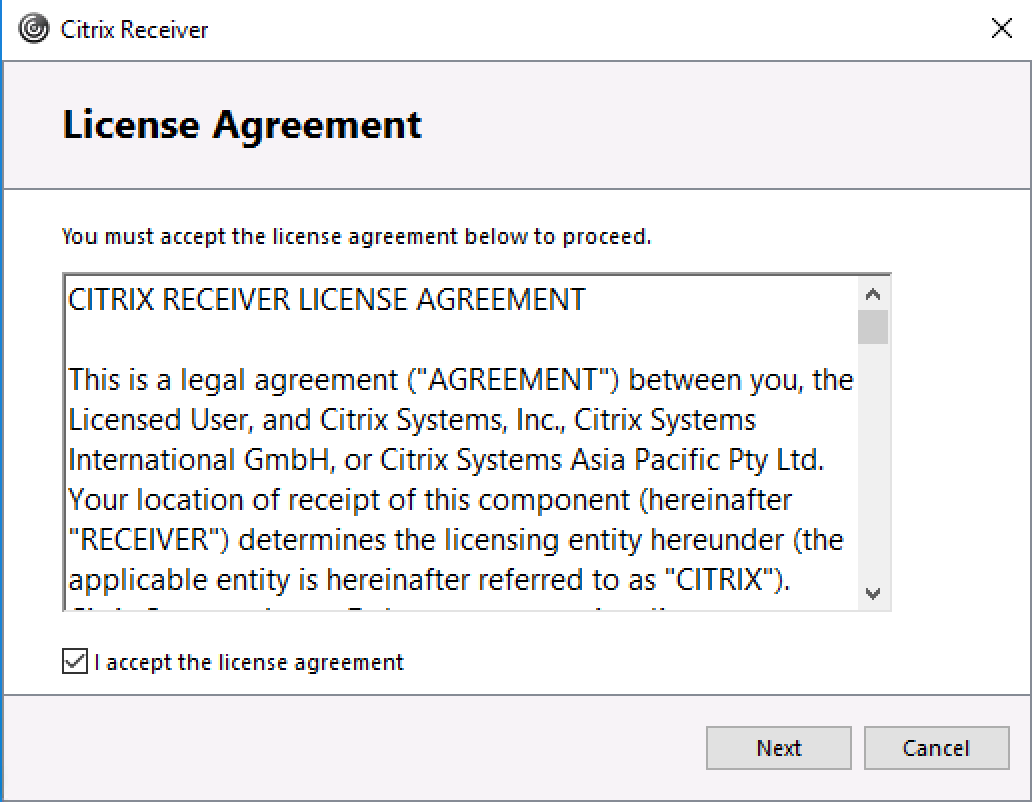 Citrix Receiver
License Agreement
You must accept the license agreement below to proceed.
CITRIX RECEIVER LICENSE AGREEMENT
This is a legal agreement ("AGREEMENT") between you, the
Licensed User, and Citrix Systems, Inc., Citrix Systems
International GmbH, or Citrix Systems Asia Pacific Pty Ltd.
Your location of receipt of this component (hereinafter
"RECEIVER") determines the licensing entity hereunder (the
applicable entity is hereinafter referred to as "CITRIX").
I accept the license agreement
Next
Cancel